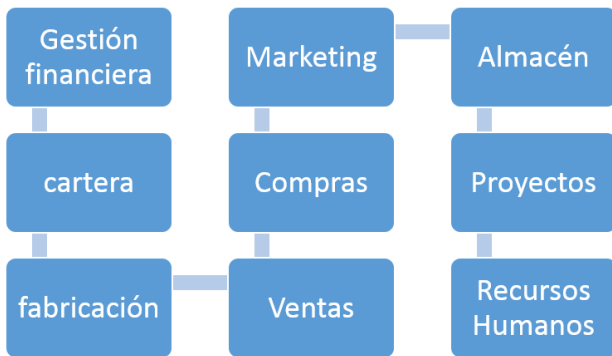 Gestión
financiera
cartera
fabricación
Ventas
Compras
Marketing
Almacén
Proyectos
Recursos
Humanos